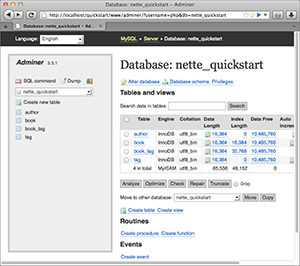 Database: nette_quickstart - Adminer
Database: nette_quickstart - A...
http://localhost/quickstart/www/adminer/?username=php&db=nette_quickstart
Language: English
MySQL » Server » Database: nette_quickstart
Adminer 3.3.1
SQL command Dump
nette_quickstart
Create new table
author
book
book_tag
tag
Database: nette_quickstart
Alter database Database schema Privileges
Tables and views
Search data in tables: Search
Table Engine Collation Data Length Index Length Data Free Auto Incre
author InnoDB utf8_bin 16,384 0 10,485,760
book InnoDB utf8_bin 16,384 16,384 10,485,760
book_tag InnoDB utf8_bin 16,384 32,768 10,485,760
tag InnoDB utf8_bin 16,384 0 10,485,760
4 in total MyISAM utf8_bin 65,536 49,152
Analyze Optimize Check Repair Truncate Drop
Move to other database: nette_quickstart Move Copy
Create table Create view
Routines
Create procedure Create function
Events
Create event